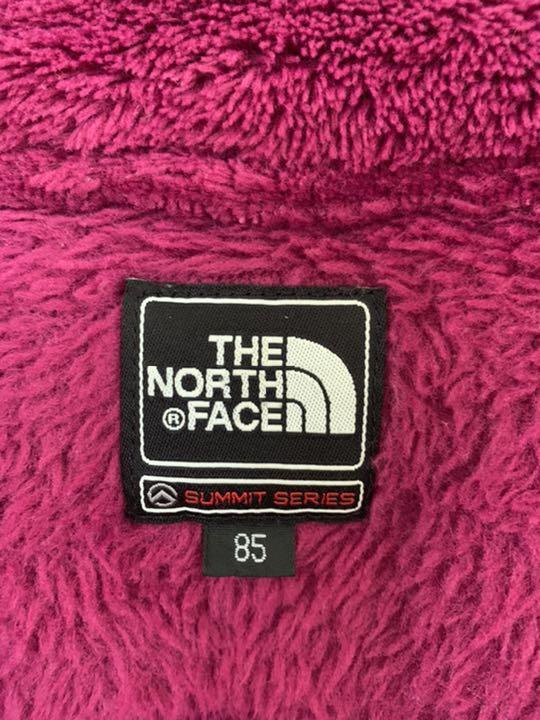 THE
NORTH
®FACE
SUMMIT SERIES
85